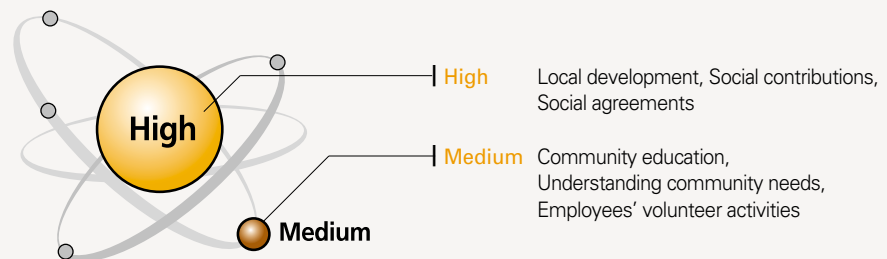 High
Medium
High Local development, Social contributions,
Social agreements
Medium Community education,
Understanding community needs,
Employees' volunteer activities